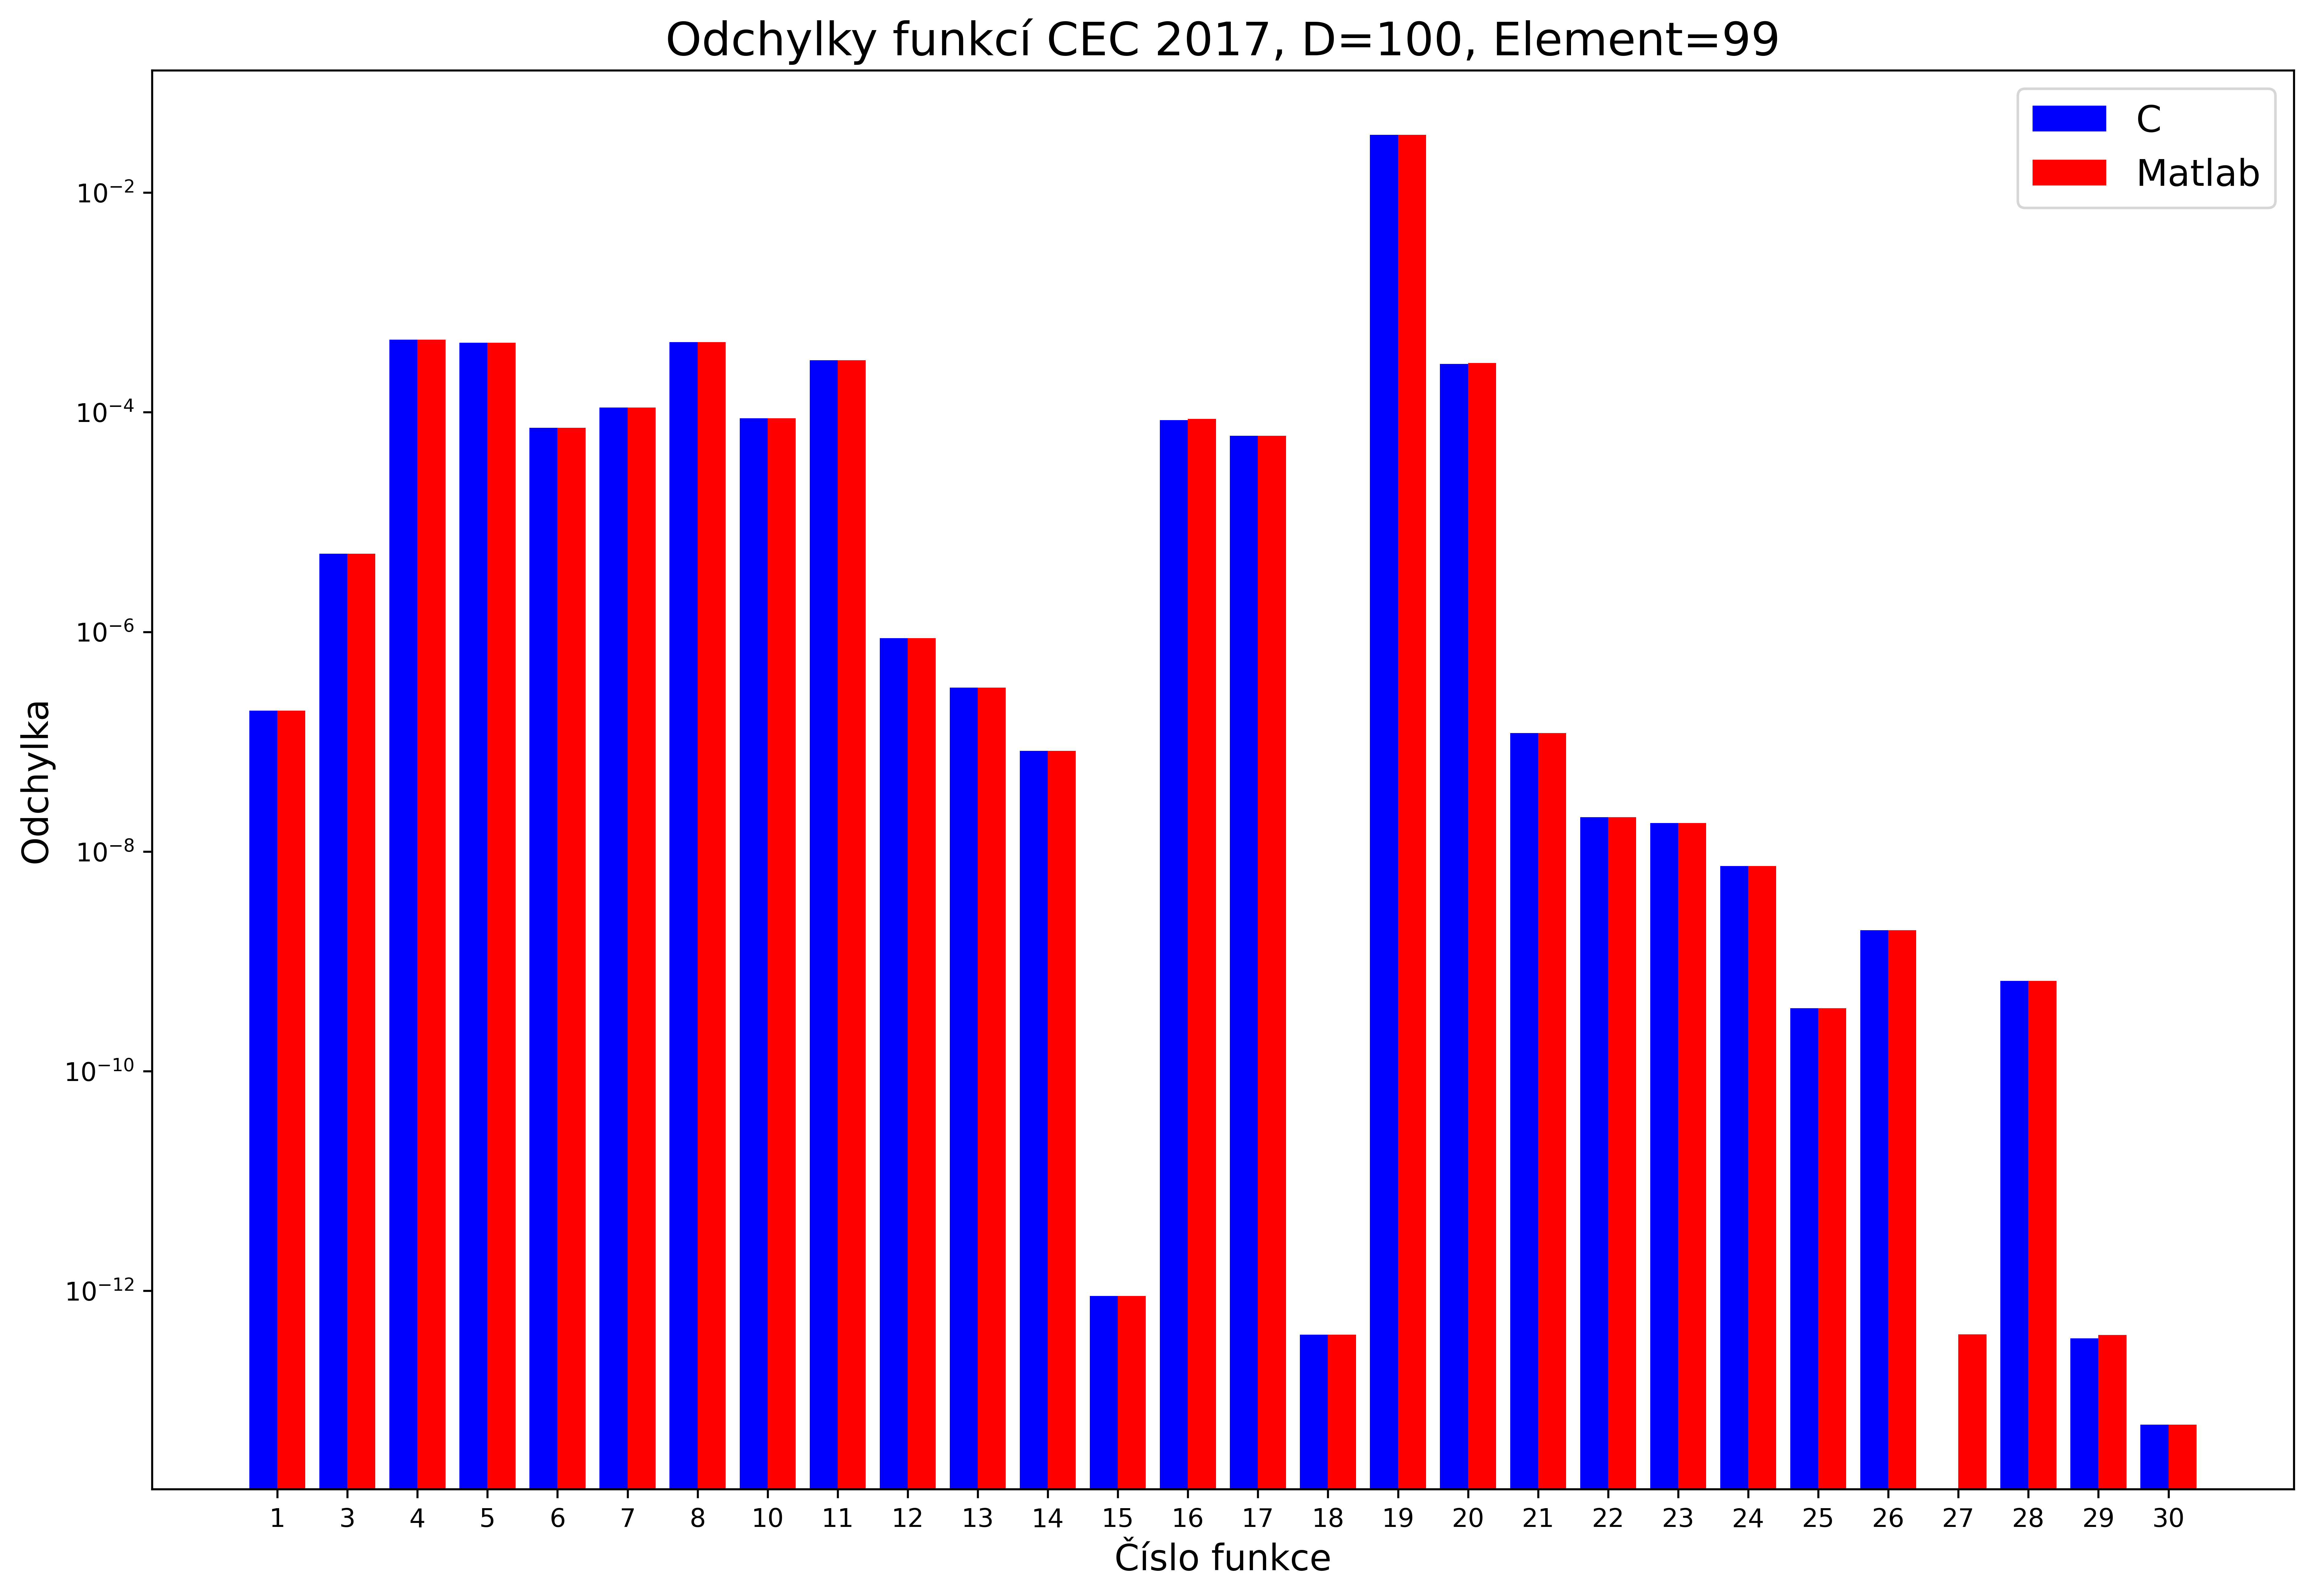 Odchylky funkcí CEC 2017, D=100, Element=99
C
Matlab
10⁻²
10⁻⁴
10⁻⁶
10⁻⁸
10⁻¹⁰
10⁻¹²
Odchylka
1 3 4 5 6 7 8 10 11 12 13 14 15 16 17 18 19 20 21 22 23 24 25 26 27 28 29 30
Číslo funkce